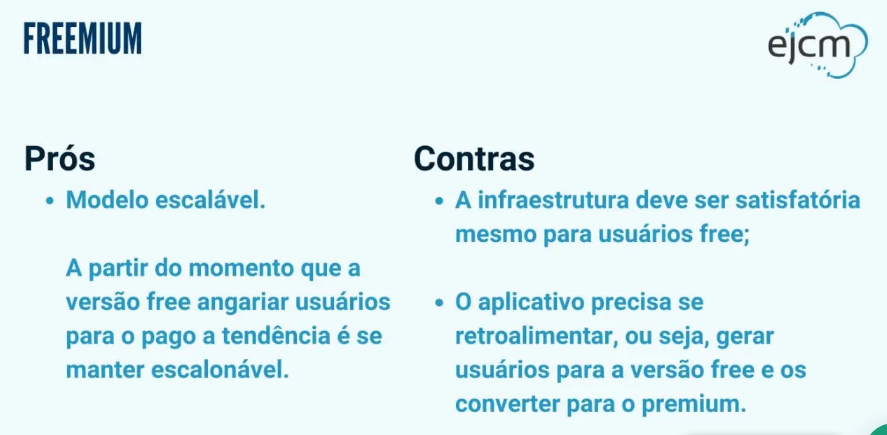 FREEMIUM
ejcm
Prós
• Modelo escalável.
A partir do momento que a
versão free angariar usuários
para o pago a tendência é se
manter escalonável.
Contras
• A infraestrutura deve ser satisfatória
mesmo para usuários free;
• O aplicativo precisa se
retroalimentar, ou seja, gerar
usuários para a versão free e os
converter para o premium.